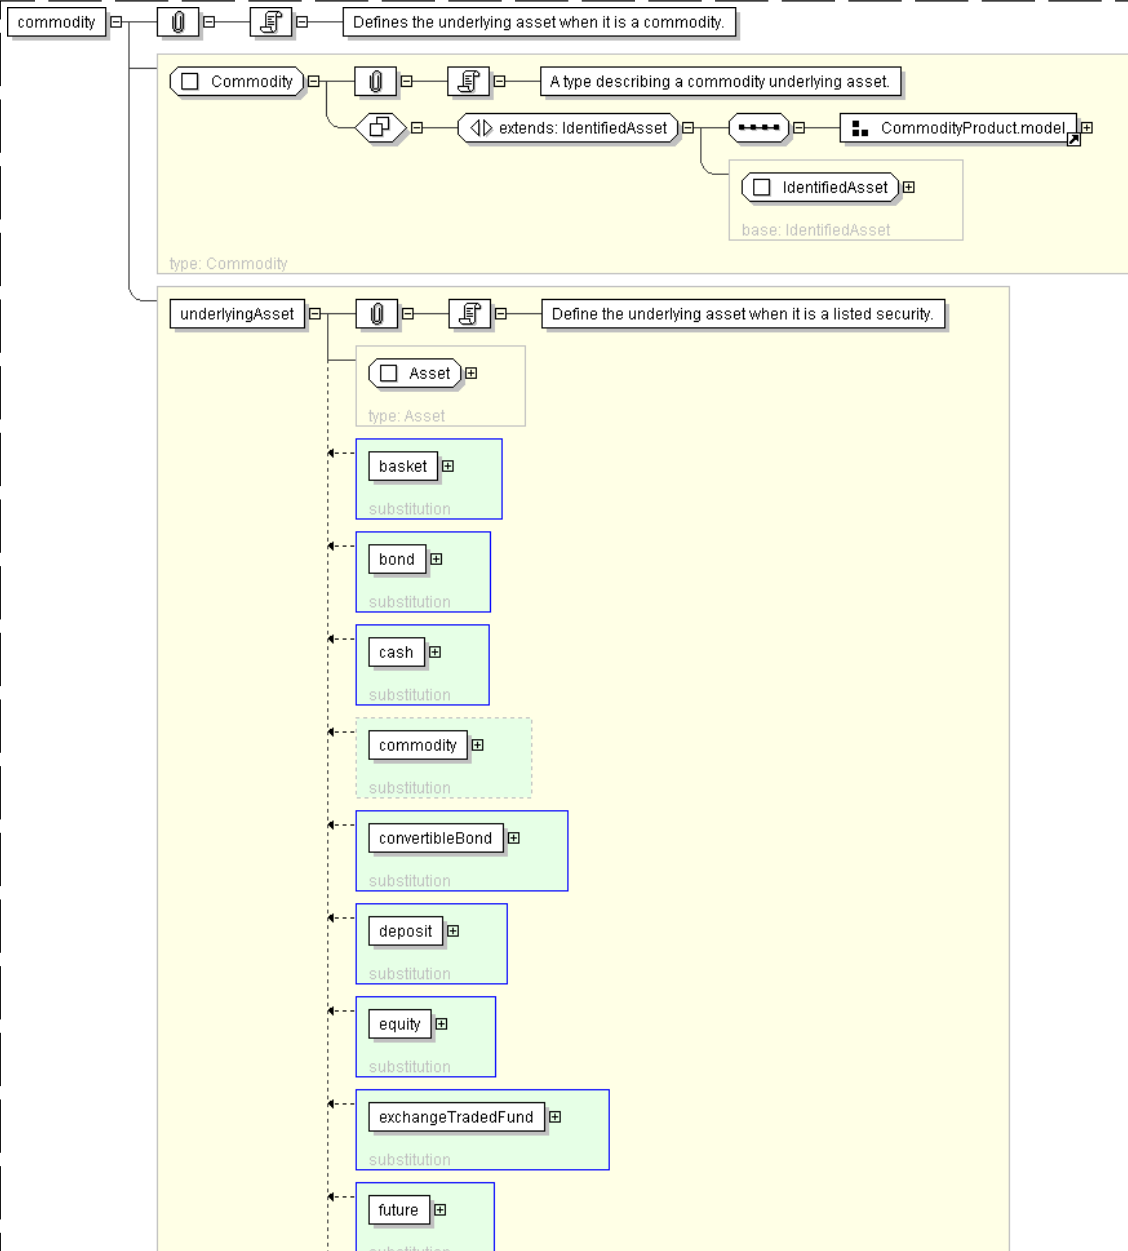 commodity Defines the underlying asset when it is a commodity.
Commodity A type describing a commodity underlying asset.
extends: IdentifiedAsset CommodityProduct.model
IdentifiedAsset
base: IdentifiedAsset
type: Commodity
underlyingAsset Define the underlying asset when it is a listed security.
Asset
type: Asset
basket
substitution
bond
substitution
cash
substitution
commodity
substitution
convertibleBond
substitution
deposit
substitution
equity
substitution
exchangeTradedFund
substitution
future
substitution